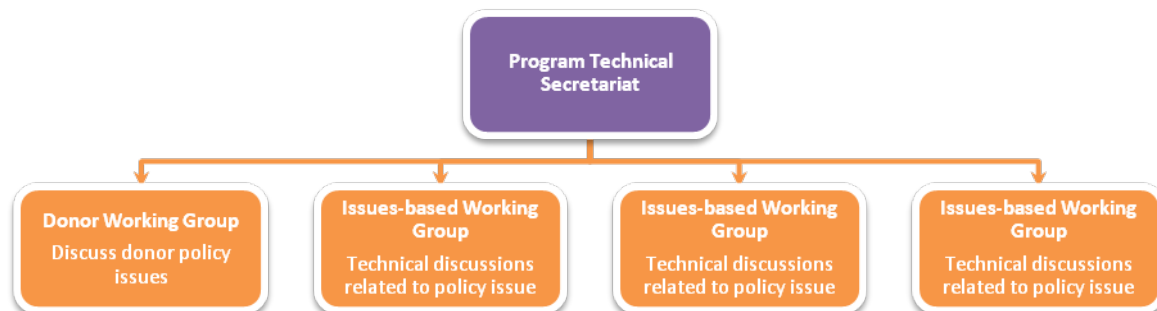 Program Technical
Secretariat
Donor Working Group
Discuss donor policy
issues
Issues-based Working
Group
Technical discussions
related to policy issue
Issues-based Working
Group
Technical discussions
related to policy issue
Issues-based Working
Group
Technical discussions
related to policy issue